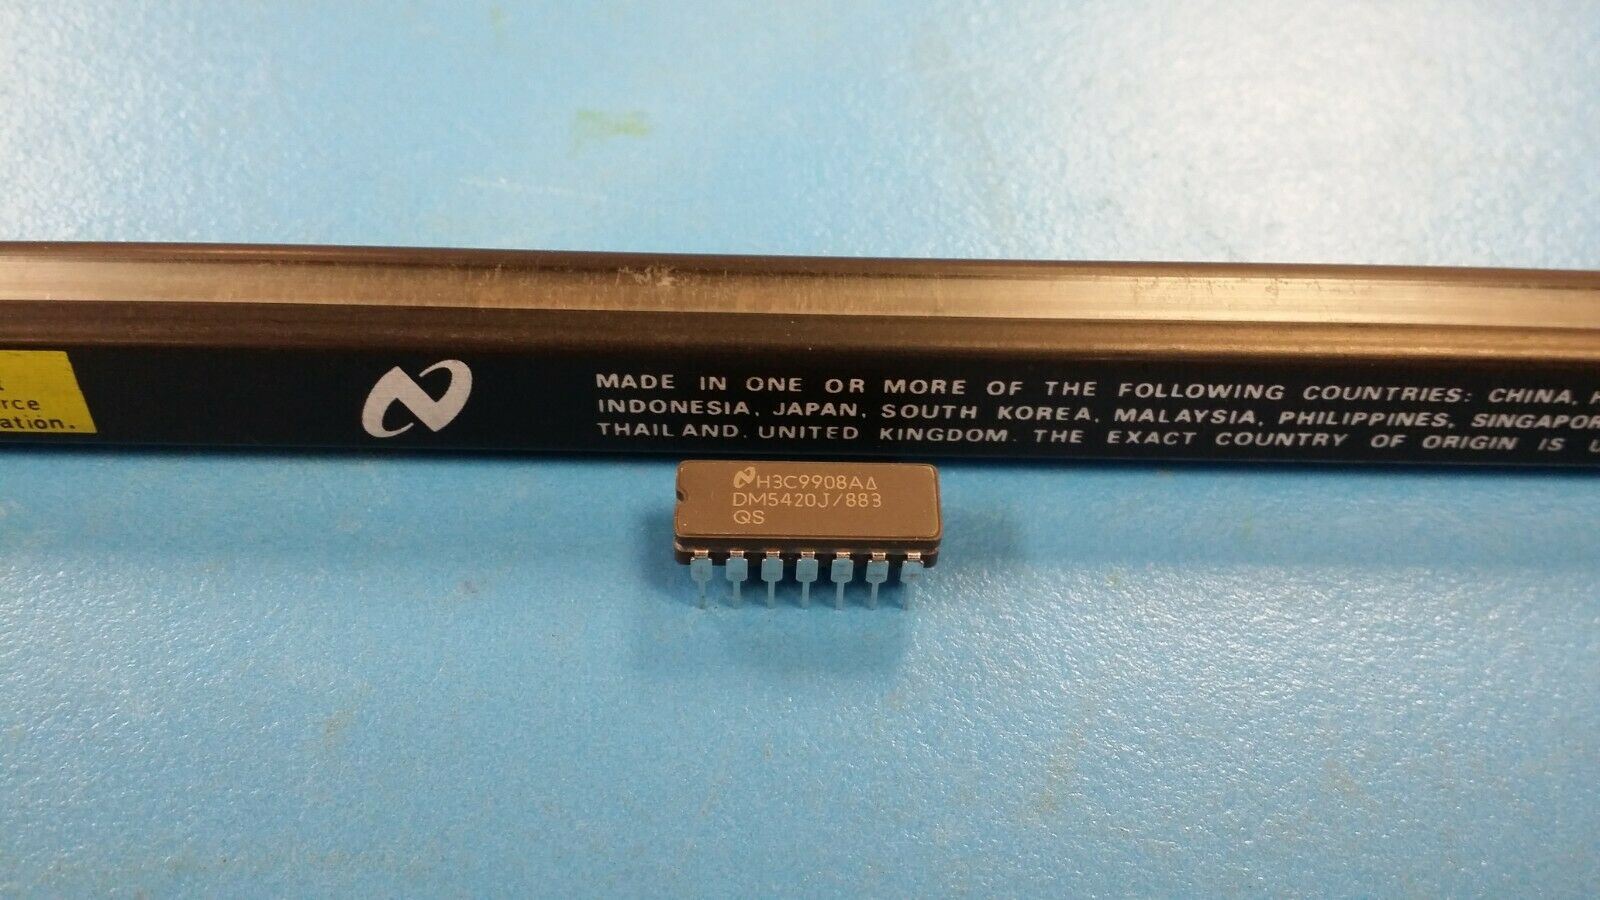 rce
ation.
MADE IN ONE OR MORE OF THE FOLLOWING COUNTRIES: CHINA,
INDONESIA, JAPAN, SOUTH KOREA, MALAYSIA, PHILIPPINES, SINGAPOR
THAILAND, UNITED KINGDOM. THE EXACT COUNTRY OF ORIGIN IS
H3C9908AΔ
DM5420J/883
QS